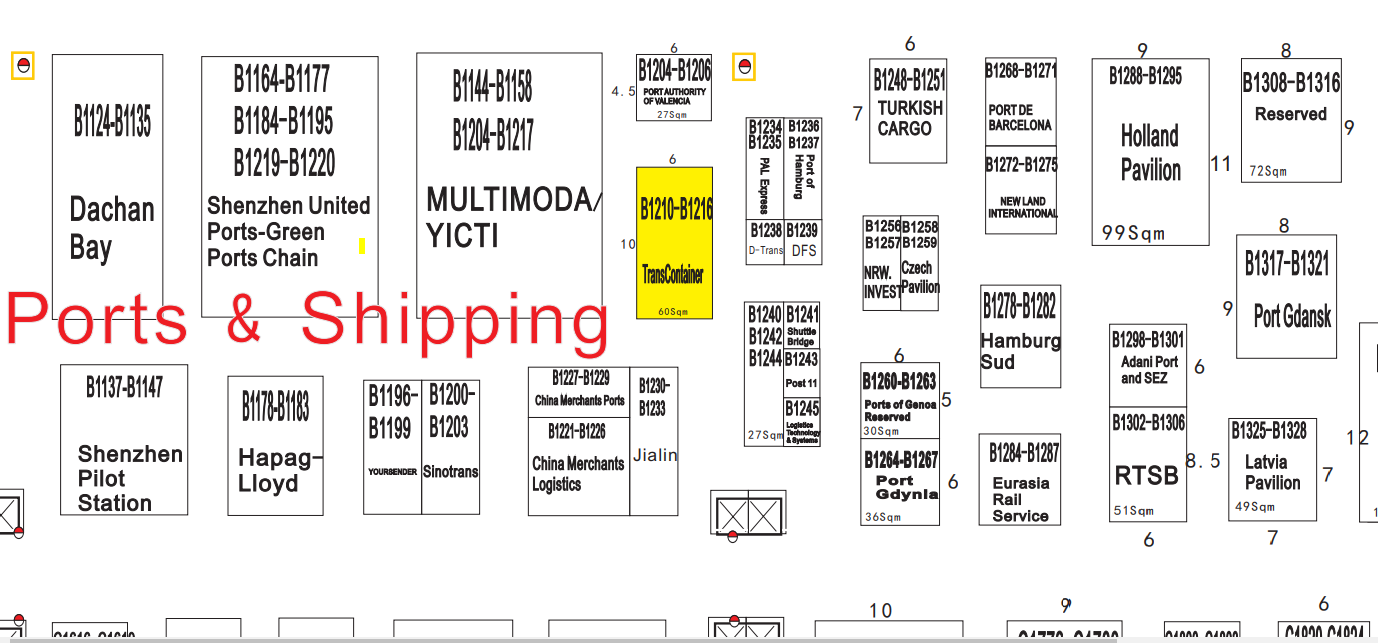 B1124-B1135
Dachan
Bay
B1164-B1177
B1184-B1195
B1219-B1220
Shenzhen United
Ports-Green
Ports Chain
B1144-B1158
B1204-B1217
MULTIMODA/
YICTI
6
4.5
B1204-B1206
PORT AUTHORITY
OF VALENCIA
27Sqm
6
10
B1210-B1216
TransContainer
60Sqm
Ports & Shipping
B1137-B1147
Shenzhen
Pilot
Station
B1178-B1183
Hapag-
Lloyd
B1196-
B1199
YOURSENDER
B1200-
B1203
Sinotrans
B1227-B1229
China Merchants Ports
B1221-B1226
China Merchants
Logistics
B1230-
B1233
Jialin
B1234
B1235
PAL Express
B1236
B1237
Port of
Hamburg
B1238
D-Trans
B1239
DFS
B1240
B1242
B1244
27Sqm
B1241
Shuttle
Bridge
B1243
Post 11
B1245
Logistics
Technology
& Systems
6
7
B1248-B1251
TURKISH
CARGO
B1256
B1257
NRW.
INVEST
B1258
B1259
Czech
Pavilion
6
B1260-B1263
Ports of Genoa
Reserved
30Sqm
5
B1264-B1267
Port
Gdynia
36Sqm
6
B1268-B1271
PORT DE
BARCELONA
B1272-B1275
NEW LAND
INTERNATIONAL
B1278-B1282
Hamburg
Sud
B1284-B1287
Eurasia
Rail
Service
9
B1288-B1295
Holland
Pavilion
11
99Sqm
B1298-B1301
Adani Port
and SEZ
6
B1302-B1306
RTSB
8.5
51Sqm
6
8
B1308-B1316
Reserved
9
72Sqm
8
B1317-B1321
9
Port Gdansk
B1325-B1328
Latvia
Pavilion
7
49Sqm
7
12
10
9
6